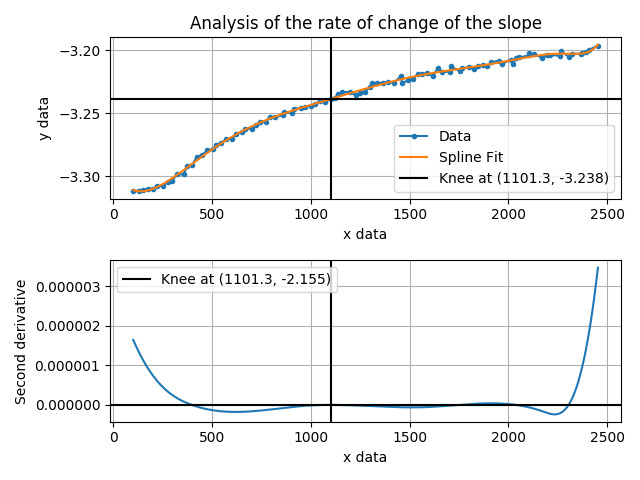 Analysis of the rate of change of the slope
y data
−3.20
−3.25
−3.30
Data
Spline Fit
Knee at (1101.3, -3.238)
0 500 1000 1500 2000 2500
x data
Second derivative
0.000003
0.000002
0.000001
0.000000
Knee at (1101.3, -2.155)
0 500 1000 1500 2000 2500
x data